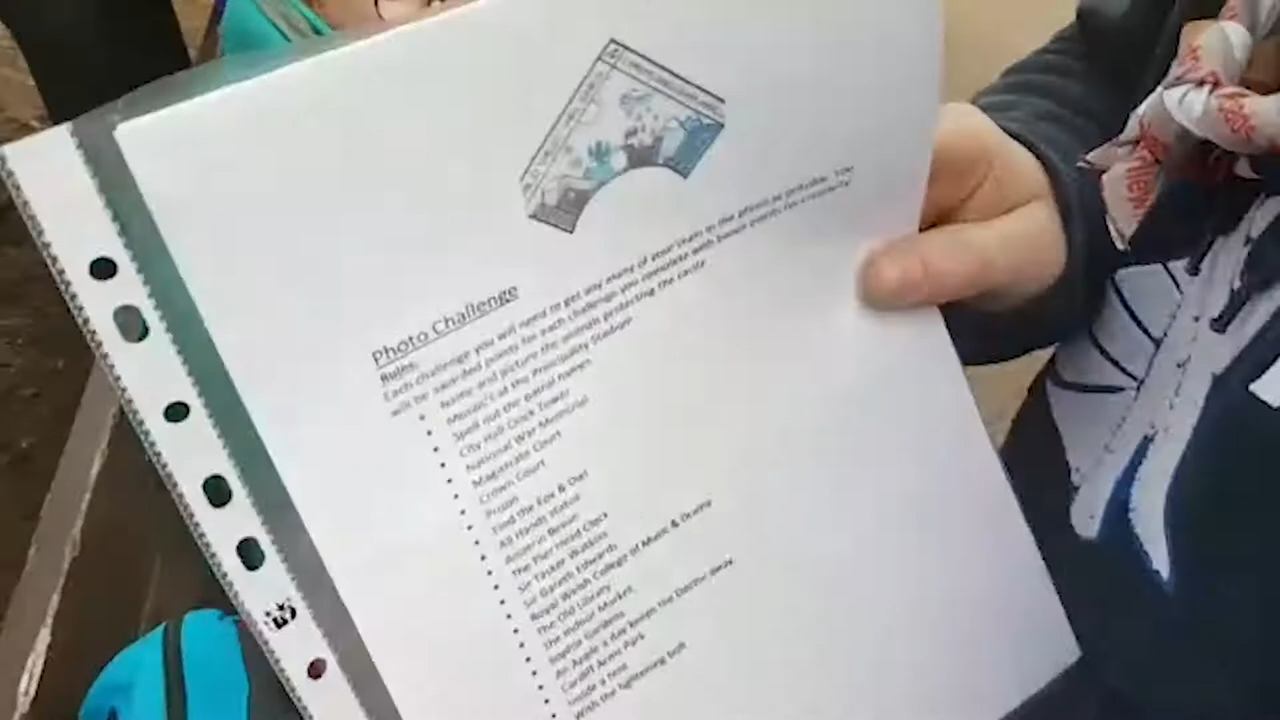 Photo Challenge
Rules:
Each challenge you will need to get any many of your team in the photo as possible. You
will be awarded points for each challenge you complete with bonus points for creativity
Name and picture the animals protecting the castle
Mosaic's at the Principality Stadium
Spell out the patrol names
City Hall Clock Tower
National War Memorial
Magistrate Court
Crown Court
Prison
Find the Fox & Owl
All Hands statue
Aneurin Bevan
The Pier Head Clock
Sir Tasker Watkins
Sir Gareth Edwards
Royal Welsh College of Music & Drama
The Old Library
The Indoor Market
Sophia Gardens
An Apple a day keeps the Doctor away
Cardiff Arms Park
Inside a tent
With the lightening bolt